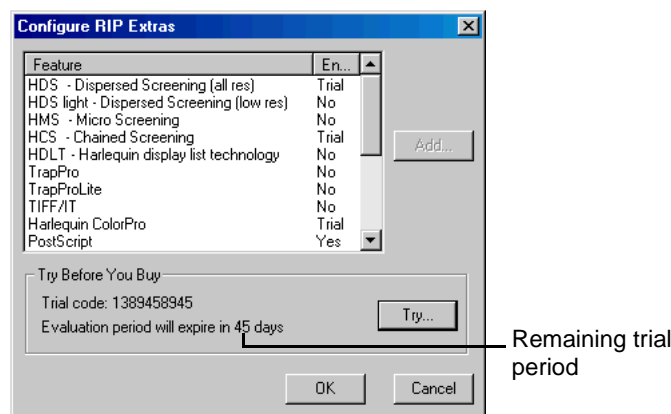 Configure RIP Extras
Feature En...
HDS - Dispersed Screening (all res) Trial
HDS light - Dispersed Screening (low res) No
HMS - Micro Screening No
HCS - Chained Screening Trial
HDLT - Harlequin display list technology No
TrapPro No
TrapProLite No
TIFF/IT No
Harlequin ColorPro Trial
PostScript Yes
Add...
Try Before You Buy
Trial code: 1389458945
Evaluation period will expire in 45 days
Try...
Remaining trial
period
OK Cancel